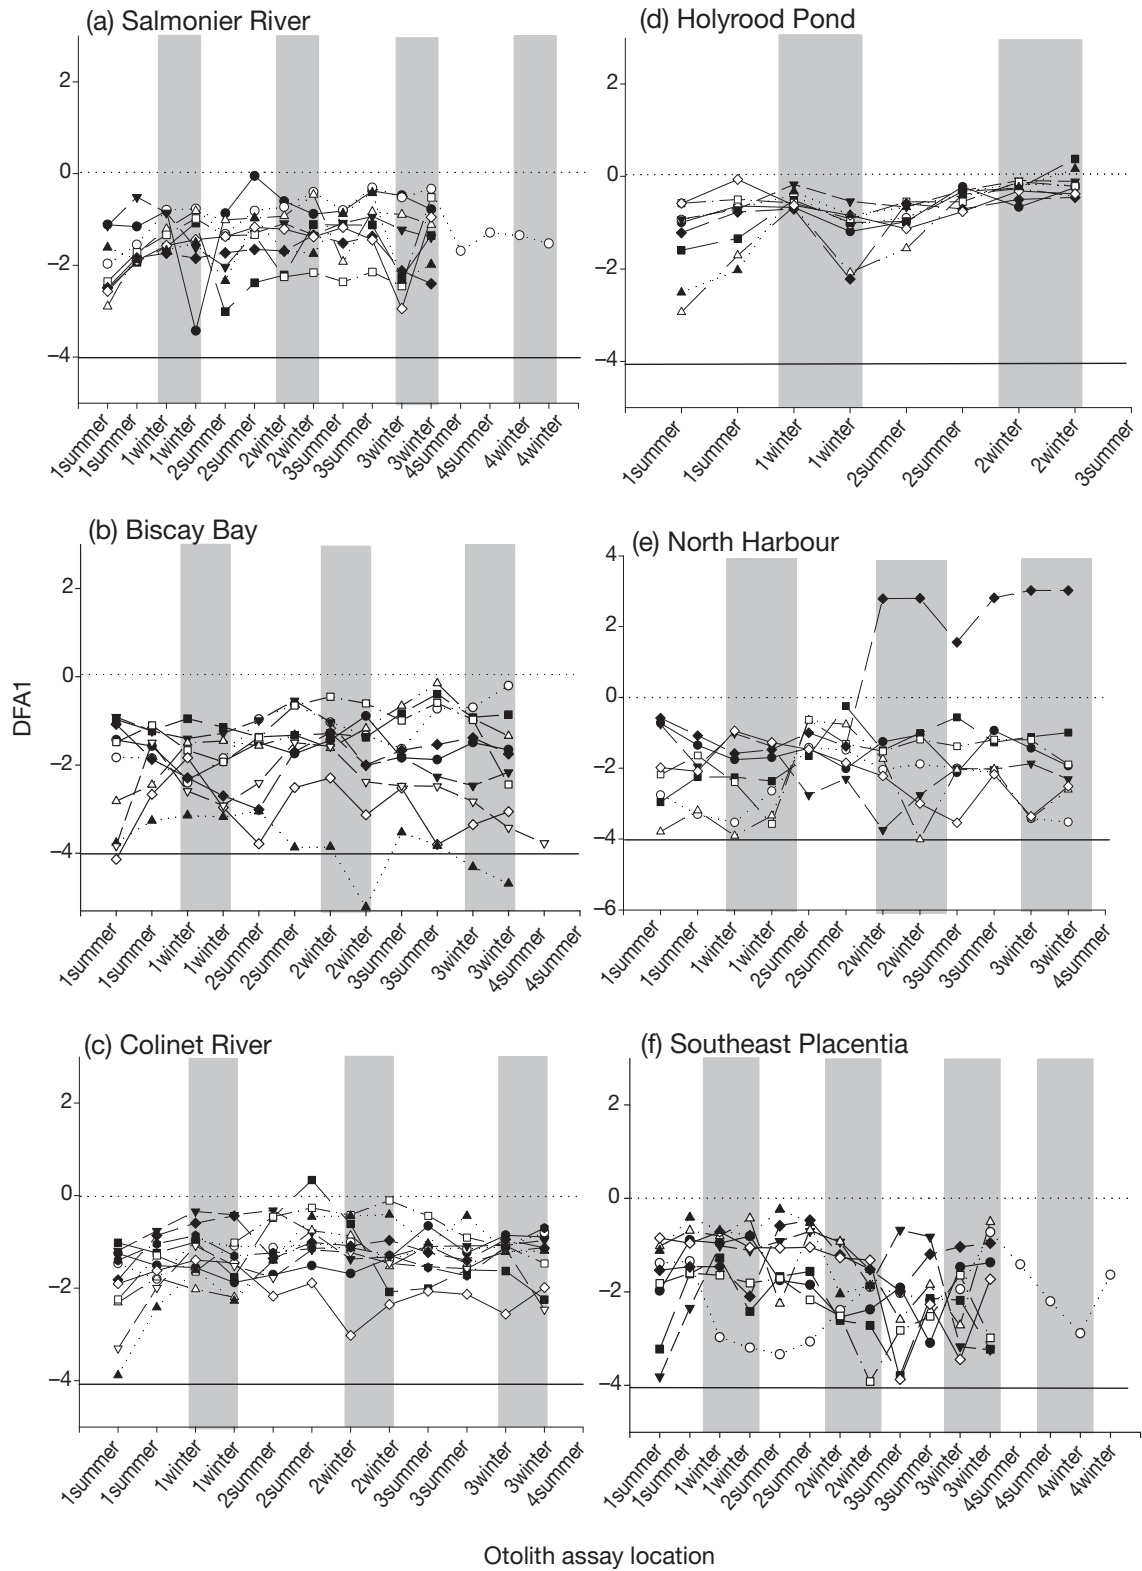 (a) Salmonier River
2
0
−2
−4
1summer
1summer
1winter
1winter
2summer
2summer
2winter
2winter
3summer
3summer
3winter
3winter
4summer
4summer
4winter
4winter
(d) Holyrood Pond
2
0
−2
−4
1summer
1summer
1winter
1winter
2summer
2summer
2winter
2winter
3summer
(b) Biscay Bay
2
0
−2
−4
1summer
1summer
1winter
1winter
2summer
2summer
2winter
2winter
3summer
3summer
3winter
3winter
4summer
4summer
(e) North Harbour
4
2
0
−2
−4
−6
1summer
1summer
1winter
1winter
2summer
2summer
2winter
2winter
3summer
3summer
3winter
3winter
4summer
DFA1
(c) Colinet River
2
0
−2
−4
1summer
1summer
1winter
1winter
2summer
2summer
2winter
2winter
3summer
3summer
3winter
3winter
4summer
(f) Southeast Placentia
2
0
−2
−4
1summer
1summer
1winter
1winter
2summer
2summer
2winter
2winter
3summer
3summer
3winter
3winter
4summer
4summer
4winter
4winter
Otolith assay location